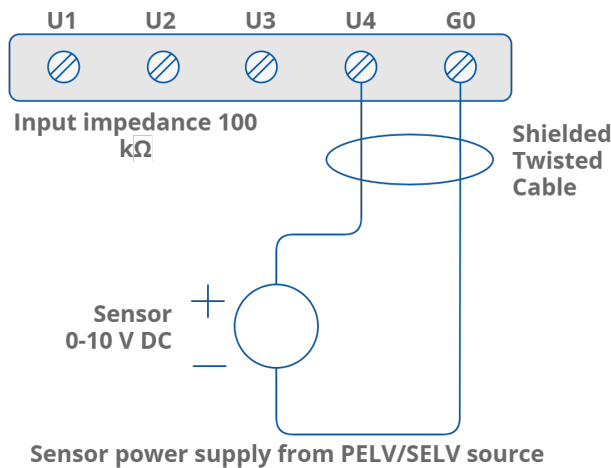 U1 U2 U3 U4 G0
Input impedance 100
kΩ
Shielded
Twisted
Cable
Sensor
0-10 V DC
Sensor power supply from PELV/SELV source